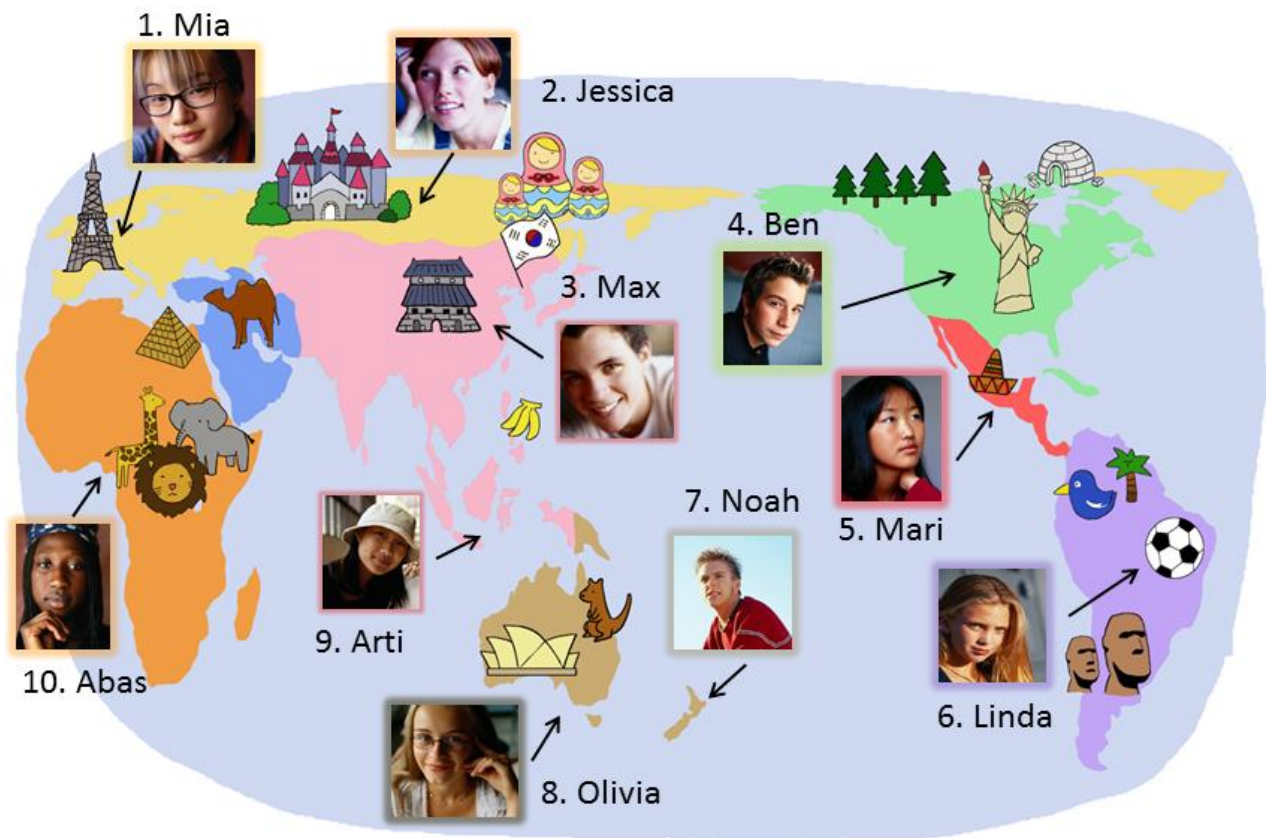 1. Mia
2. Jessica
3. Max
4. Ben
5. Mari
6. Linda
7. Noah
8. Olivia
9. Arti
10. Abas